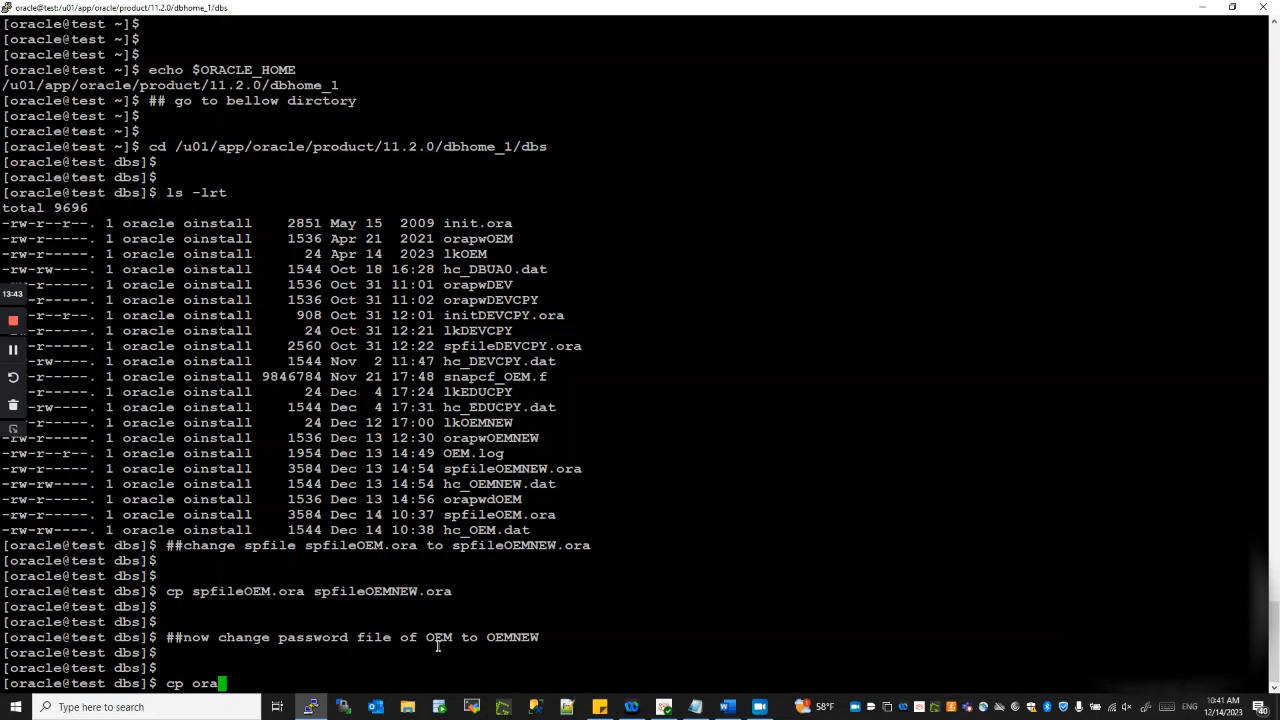 oracle@test:/u01/app/oracle/product/11.2.0/dbhome_1/dbs
[oracle@test ~]$
[oracle@test ~]$
[oracle@test ~]$
[oracle@test ~]$ echo $ORACLE_HOME
/u01/app/oracle/product/11.2.0/dbhome_1
[oracle@test ~]$ ## go to bellow dirctory
[oracle@test ~]$
[oracle@test ~]$
[oracle@test ~]$ cd /u01/app/oracle/product/11.2.0/dbhome_1/dbs
[oracle@test dbs]$
[oracle@test dbs]$
[oracle@test dbs]$ ls -lrt
total 9696
-rw-r--r--. 1 oracle oinstall 2851 May 15 2009 init.ora
-rw-r-----. 1 oracle oinstall 1536 Apr 21 2021 orapwOEM
-rw-r-----. 1 oracle oinstall 24 Apr 14 2023 lkOEM
-rw-rw----. 1 oracle oinstall 1544 Oct 18 16:28 hc_DBUA0.dat
-rw-r-----. 1 oracle oinstall 1536 Oct 31 11:01 orapwDEV
-rw-r-----. 1 oracle oinstall 1536 Oct 31 11:02 orapwDEVCPY
-rw-r--r--. 1 oracle oinstall 908 Oct 31 12:01 initDEVCPY.ora
-rw-r-----. 1 oracle oinstall 24 Oct 31 12:21 lkDEVCPY
-rw-r-----. 1 oracle oinstall 2560 Oct 31 12:22 spfileDEVCPY.ora
-rw-rw----. 1 oracle oinstall 1544 Nov 2 11:47 hc_DEVCPY.dat
-rw-r-----. 1 oracle oinstall 9846784 Nov 21 17:48 snapcf_OEM.f
-rw-r-----. 1 oracle oinstall 24 Dec 4 17:24 lkEDUCPY
-rw-rw----. 1 oracle oinstall 1544 Dec 4 17:31 hc_EDUCPY.dat
-rw-r-----. 1 oracle oinstall 24 Dec 12 17:00 lkOEMNEW
-rw-r-----. 1 oracle oinstall 1536 Dec 13 12:30 orapwOEMNEW
-rw-r--r--. 1 oracle oinstall 1954 Dec 13 14:49 OEM.log
-rw-r-----. 1 oracle oinstall 3584 Dec 13 14:54 spfileOEMNEW.ora
-rw-rw----. 1 oracle oinstall 1544 Dec 13 14:54 hc_OEMNEW.dat
-rw-r-----. 1 oracle oinstall 1536 Dec 13 14:56 orapwdOEM
-rw-r-----. 1 oracle oinstall 3584 Dec 14 10:37 spfileOEM.ora
-rw-rw----. 1 oracle oinstall 1544 Dec 14 10:38 hc_OEM.dat
[oracle@test dbs]$ ##change spfile spfileOEM.ora to spfileOEMNEW.ora
[oracle@test dbs]$
[oracle@test dbs]$
[oracle@test dbs]$ cp spfileOEM.ora spfileOEMNEW.ora
[oracle@test dbs]$
[oracle@test dbs]$
[oracle@test dbs]$ ##now change password file of OEM to OEMNEW
[oracle@test dbs]$
[oracle@test dbs]$
[oracle@test dbs]$ cp ora
13:43
Type here to search
58°F
ENG
10:41 AM
12/14/2023